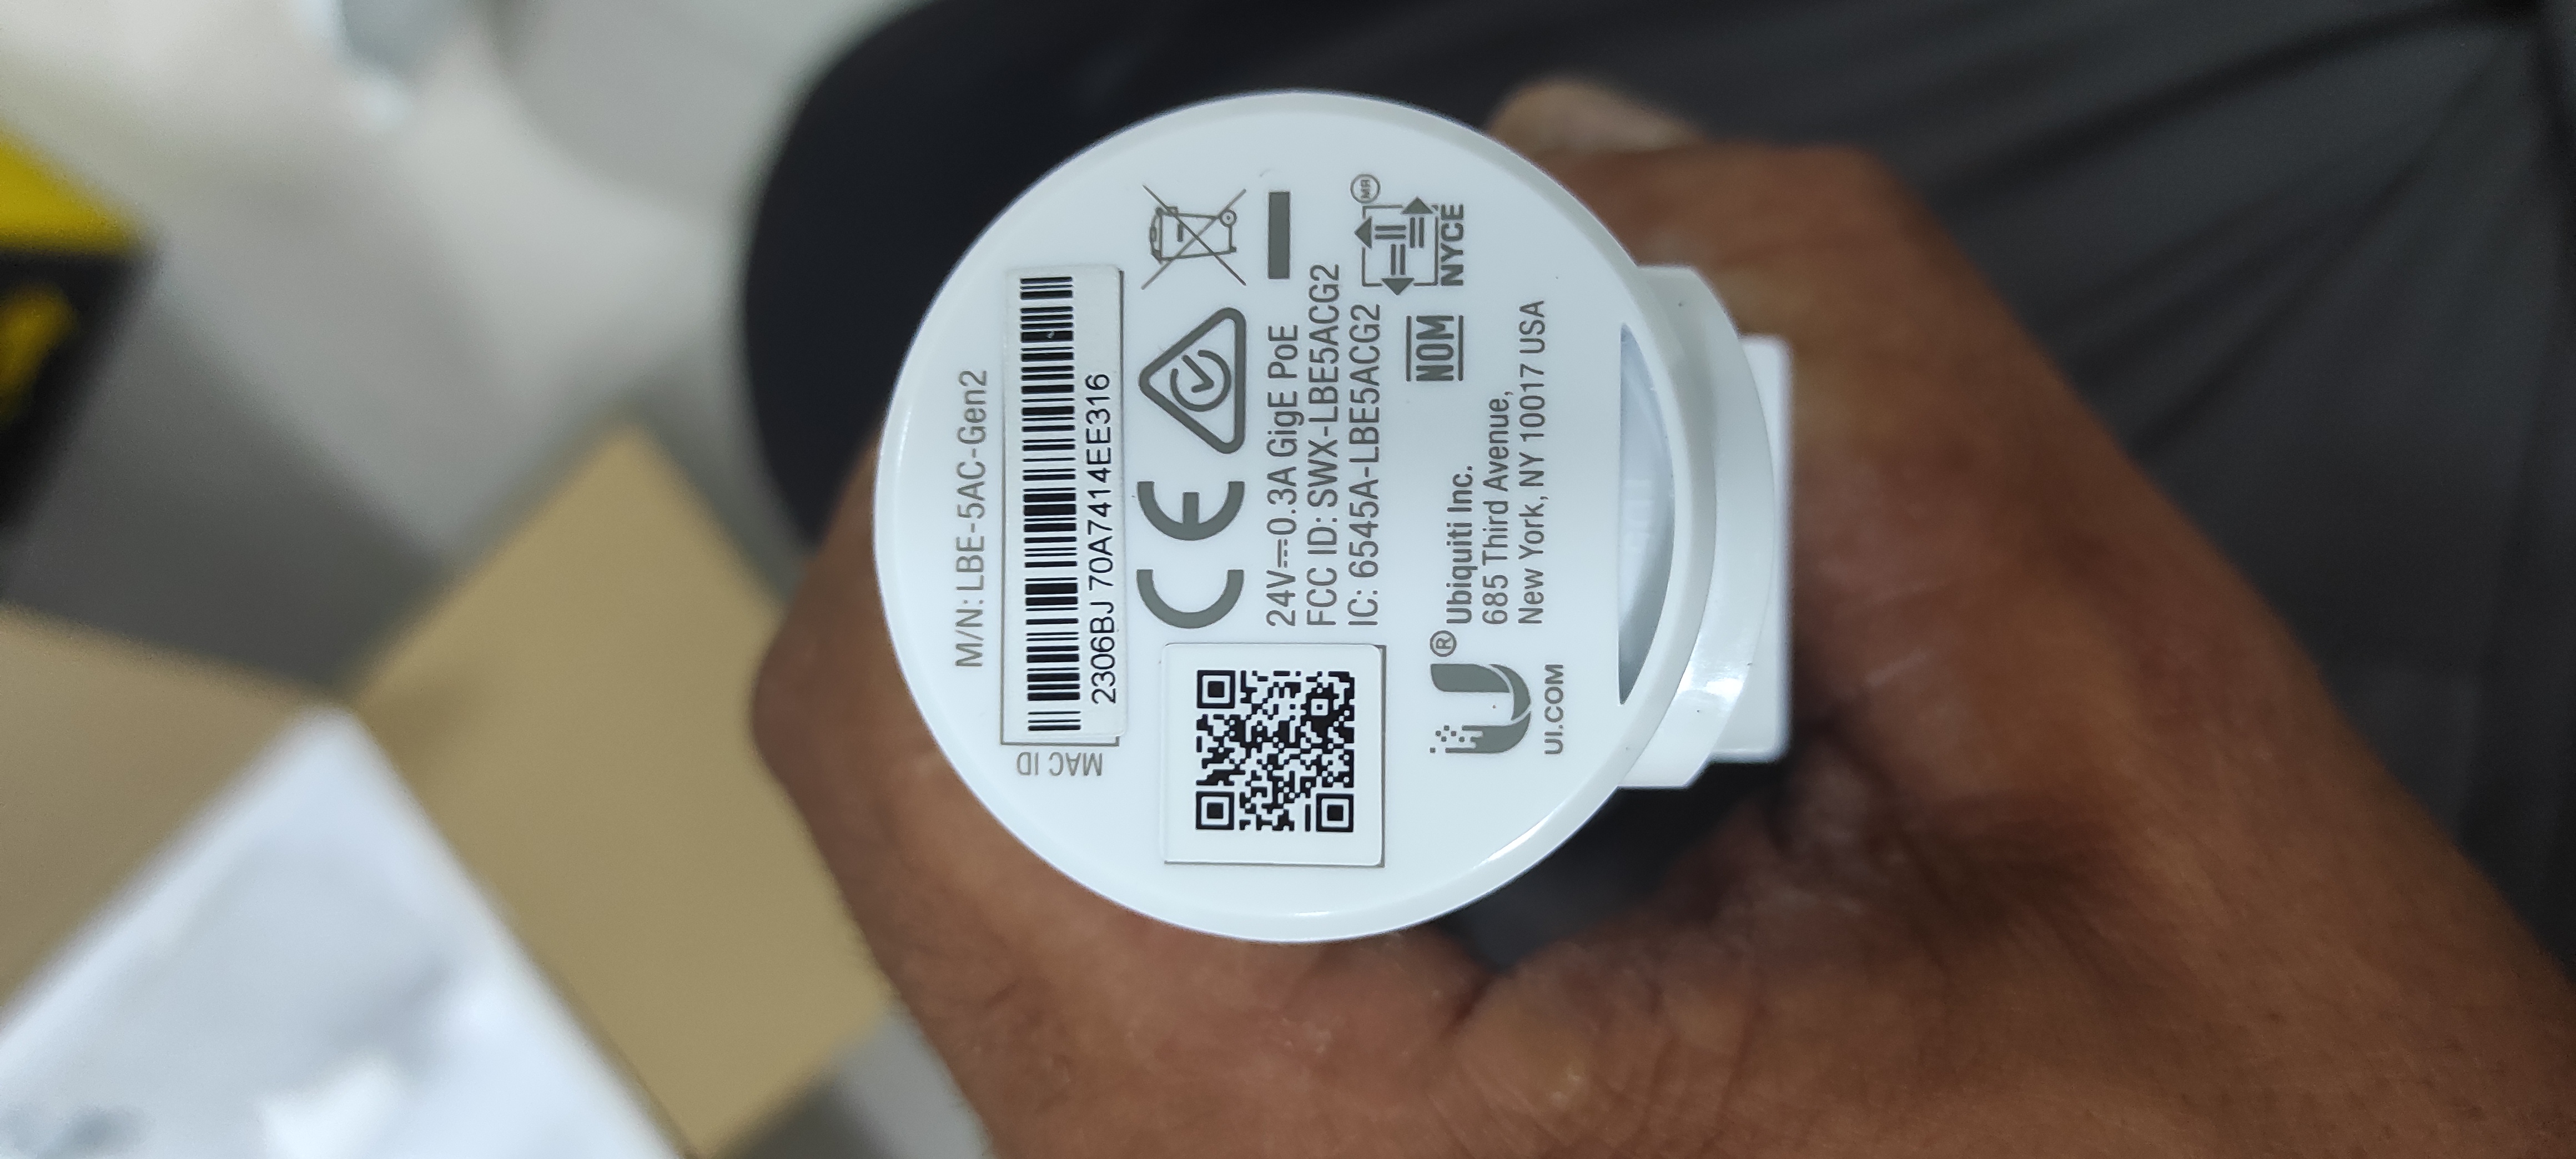 M/N: LBE-5AC-Gen2
MAC ID
2306BJ 70A7414EE316
24V⎓0.3A GigE PoE
FCC ID: SWX-LBE5ACG2
IC: 6545A-LBE5ACG2
NOM
NYCE
MR
® Ubiquiti Inc.
685 Third Avenue,
New York, NY 10017 USA
UI.COM